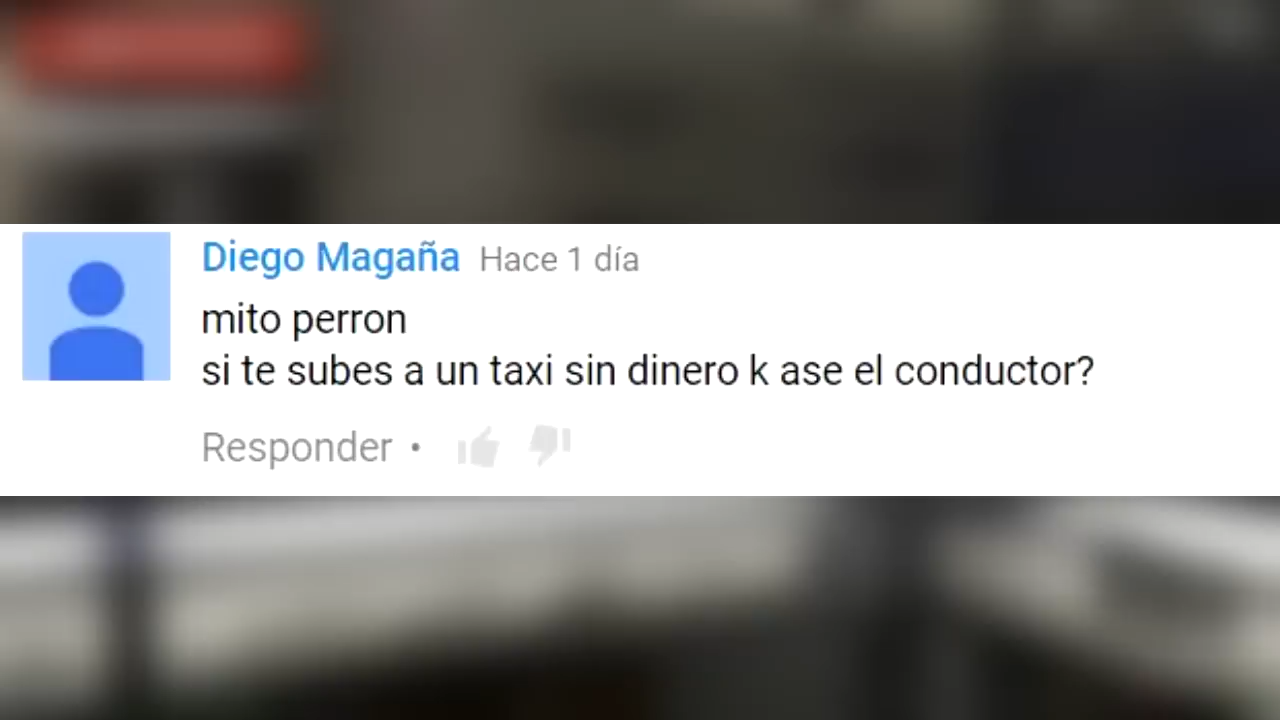 Diego Magaña Hace 1 día
mito perron
si te subes a un taxi sin dinero k ase el conductor?
Responder •